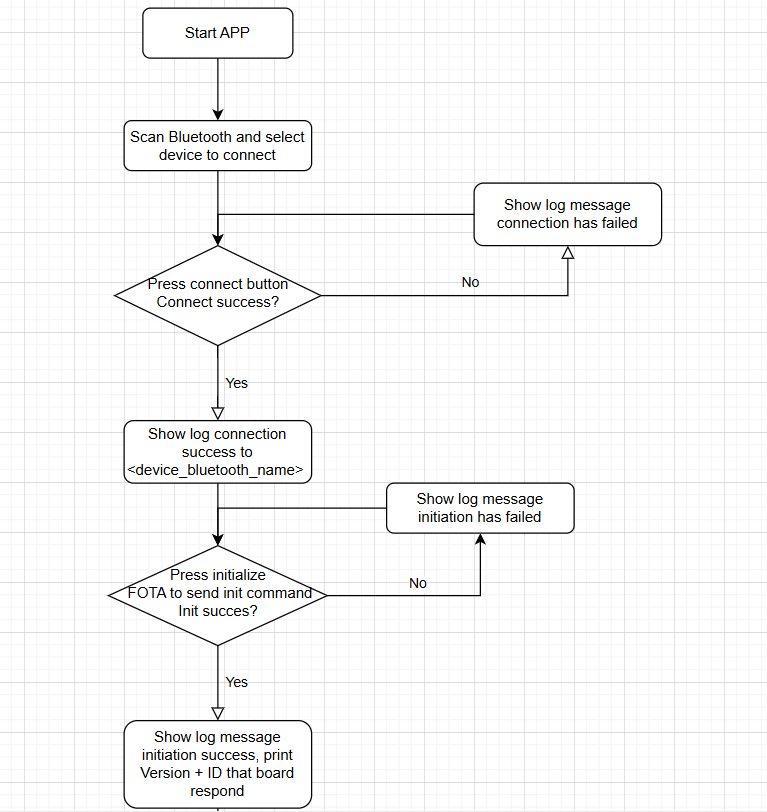 Start APP
Scan Bluetooth and select
device to connect
Show log message
connection has failed
Press connect button
Connect success?
No
Yes
Show log connection
success to
<device_bluetooth_name>
Show log message
initiation has failed
Press initialize
FOTA to send init command
Init succes?
No
Yes
Show log message
initiation success, print
Version + ID that board
respond